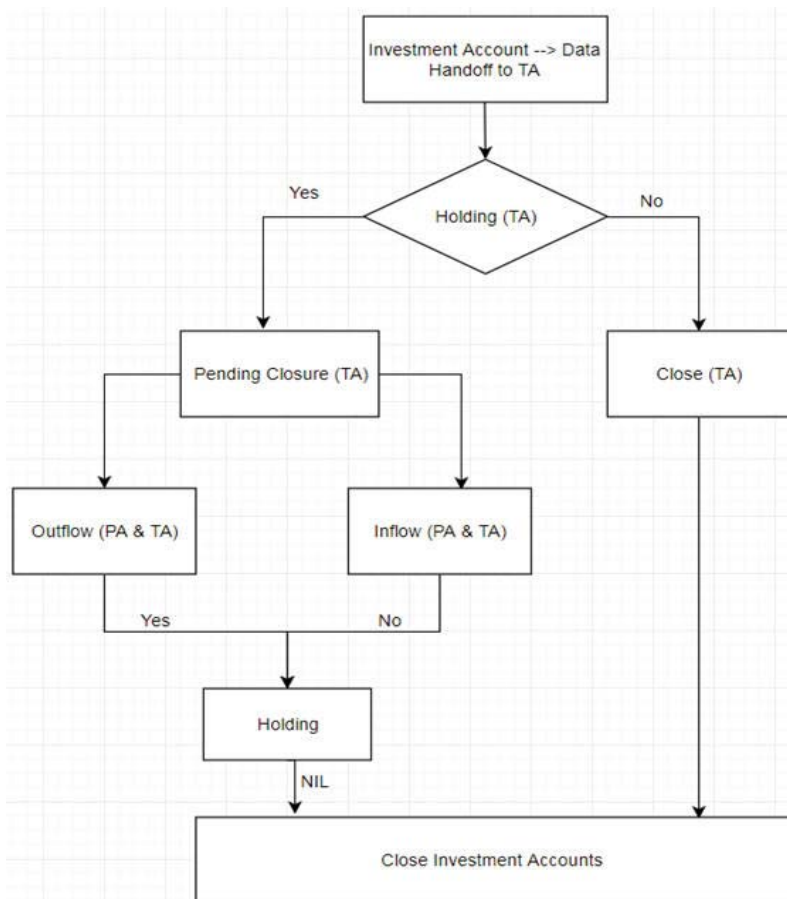 Investment Account --> Data
Handoff to TA
Yes
Holding (TA)
No
Pending Closure (TA)
Close (TA)
Outflow (PA & TA)
Inflow (PA & TA)
Yes
No
Holding
NIL
Close Investment Accounts